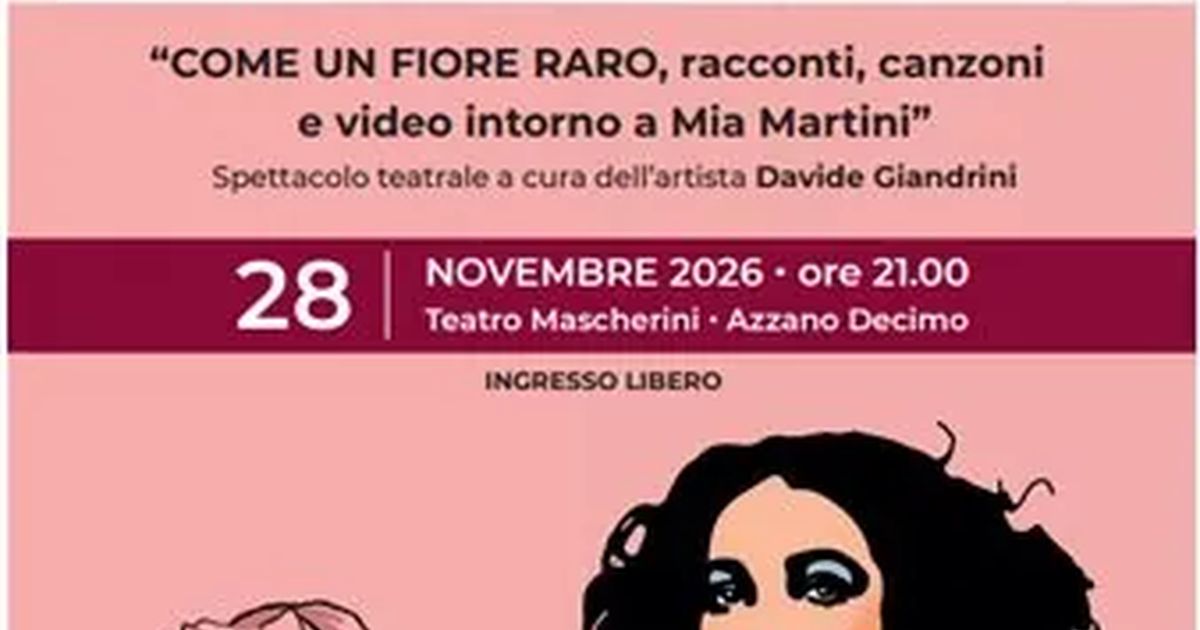 “COME UN FIORE RARO, racconti, canzoni
e video intorno a Mia Martini”
Spettacolo teatrale a cura dell'artista Davide Giandrini
28
NOVEMBRE 2026 • ore 21.00
Teatro Mascherini • Azzano Decimo
INGRESSO LIBERO